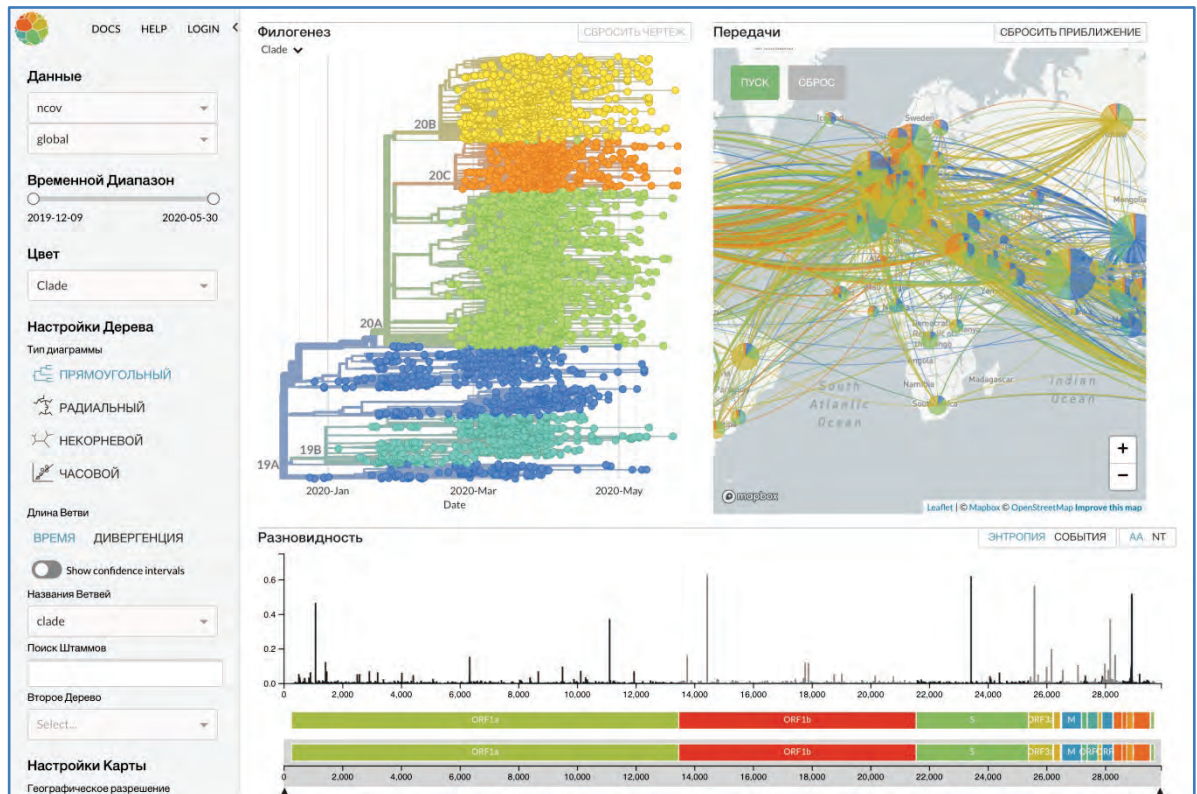 DOCS HELP LOGIN
Данные
ncov
global
Временной Диапазон
2019-12-09 2020-05-30
Цвет
Clade
Настройки Дерева
Тип диаграммы
ПРЯМОУГОЛЬНЫЙ
РАДИАЛЬНЫЙ
НЕКОРНЕВОЙ
ЧАСОВОЙ
Длина Ветви
ВРЕМЯ ДИВЕРГЕНЦИЯ
Show confidence intervals
Названия Ветвей
clade
Поиск Штаммов
Второе Дерево
Select...
Настройки Карты
Географическое разрешение
Филогенез
СБРОСИТЬ ЧЕРТЕЖ
Clade
20B
20C
20A
19B
19A
2020-Jan 2020-Mar 2020-May
Date
Передачи
СБРОСИТЬ ПРИБЛИЖЕНИЕ
ПУСК СБРОС
Sweden
Mongolia
Angola
Namibia
Madagascar
South
Atlantic
Ocean
Indian
Ocean
+
−
mapbox
Leaflet | © Mapbox © OpenStreetMap Improve this map
Разновидность
ЭНТРОПИЯ СОБЫТИЯ
AA NT
0.6
0.4
0.2
0.0
0 2,000 4,000 6,000 8,000 10,000 12,000 14,000 16,000 18,000 20,000 22,000 24,000 26,000 28,000
ORF1a ORF1b S ORF3 M
ORF1a ORF1b S ORF3 M
0 2,000 4,000 6,000 8,000 10,000 12,000 14,000 16,000 18,000 20,000 22,000 24,000 26,000 28,000